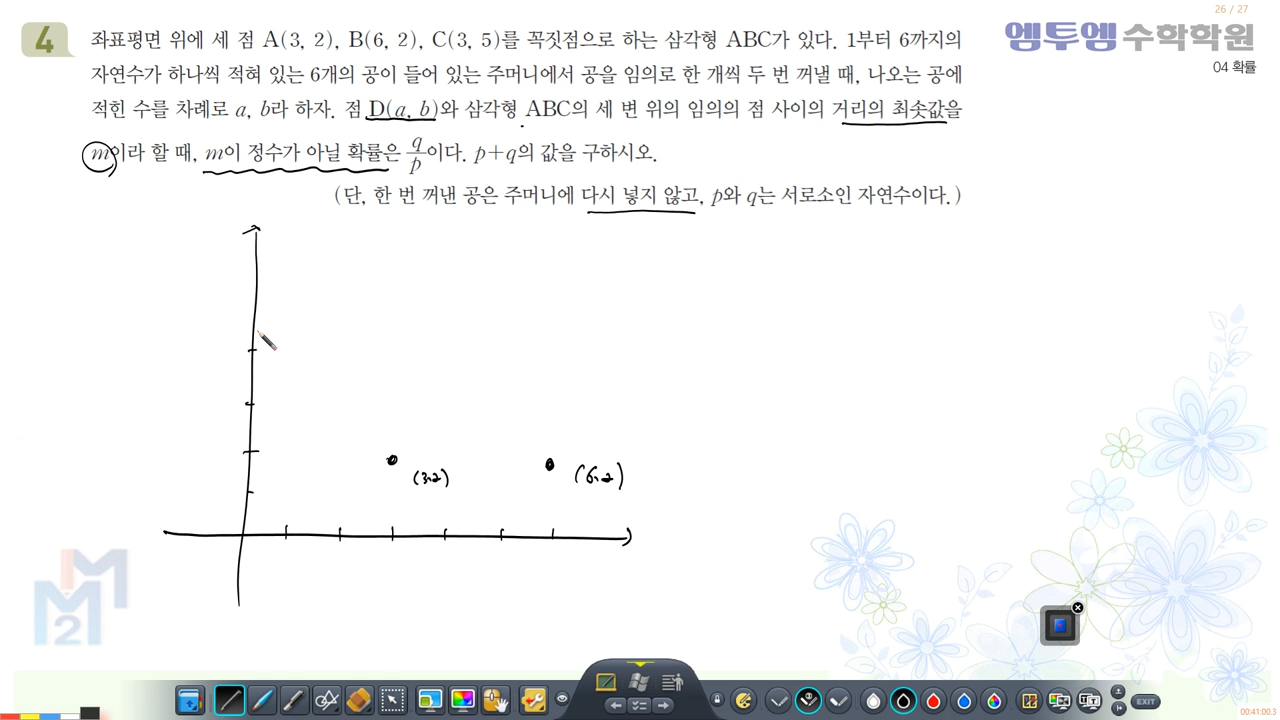 26 / 27
엠투엠수학학원
04 확률
4 좌표평면 위에 세 점 A(3, 2), B(6, 2), C(3, 5)를 꼭짓점으로 하는 삼각형 ABC가 있다. 1부터 6까지의
자연수가 하나씩 적혀 있는 6개의 공이 들어 있는 주머니에서 공을 임의로 한 개씩 두 번 꺼낼 때, 나오는 공에
적힌 수를 차례로 a, b라 하자. 점 D(a, b)와 삼각형 ABC의 세 변 위의 임의의 점 사이의 거리의 최솟값을
m이라 할 때, m이 정수가 아닐 확률은 q/p이다. p+q의 값을 구하시오.
(단, 한 번 꺼낸 공은 주머니에 다시 넣지 않고, p와 q는 서로소인 자연수이다.)
(3,2) (6,2)
M2M
EXIT
00:41:00.3